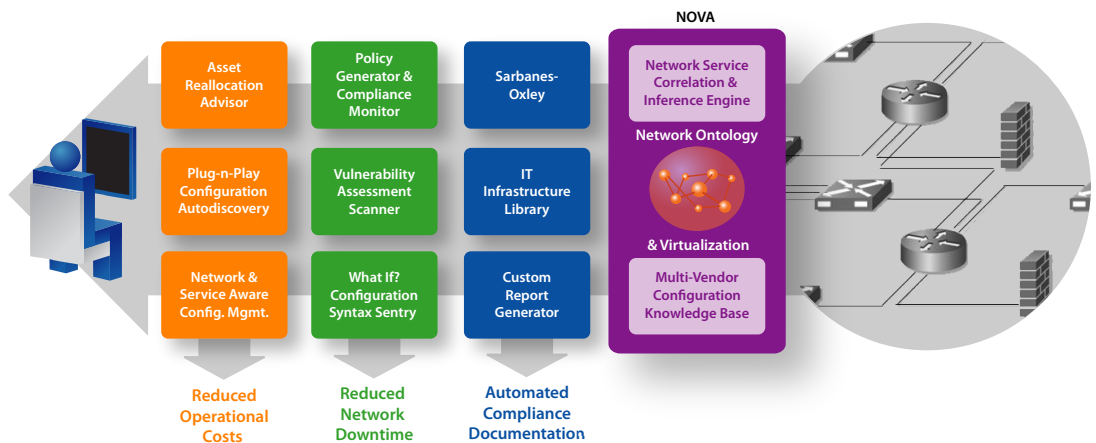 NOVA
Asset
Reallocation
Advisor
Policy
Generator &
Compliance
Monitor
Sarbanes-
Oxley
Network Service
Correlation &
Inference Engine
Plug-n-Play
Configuration
Autodiscovery
Vulnerability
Assessment
Scanner
IT
Infrastructure
Library
Network Ontology
& Virtualization
Network &
Service Aware
Config. Mgmt.
What If?
Configuration
Syntax Sentry
Custom
Report
Generator
Multi-Vendor
Configuration
Knowledge Base
Reduced
Operational
Costs
Reduced
Network
Downtime
Automated
Compliance
Documentation